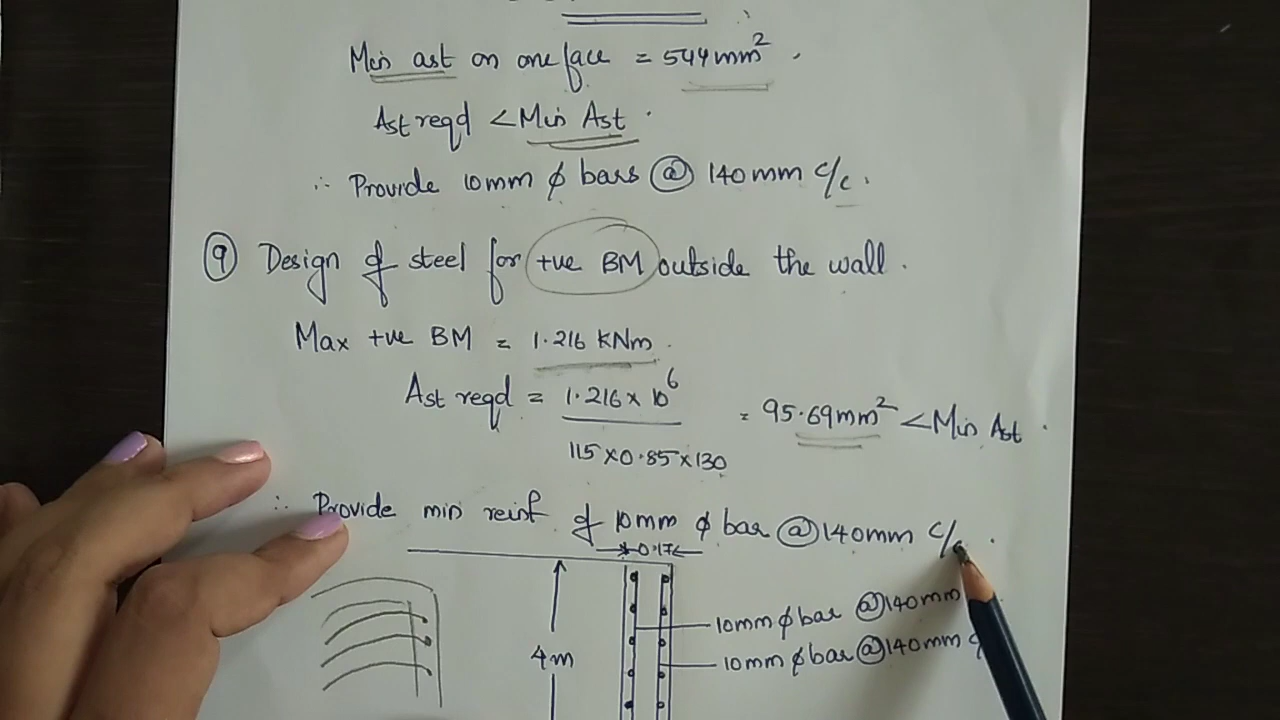 Min ast on one face = 544mm².
Ast reqd < Min Ast.
∴ Provide 10mm ϕ bars @ 140mm c/c.
⑨ Design of steel for +ve BM outside the wall.
Max +ve BM = 1.216 KNm.
Ast reqd = 1.216 x 10⁶
= 95.69mm² < Min Ast.
115 x 0.85 x 130
∴ Provide min reinf of 10mm ϕ bar @ 140mm c/c.
0.17
10mm ϕ bar @ 140mm
4m
10mm ϕ bar @ 140mm